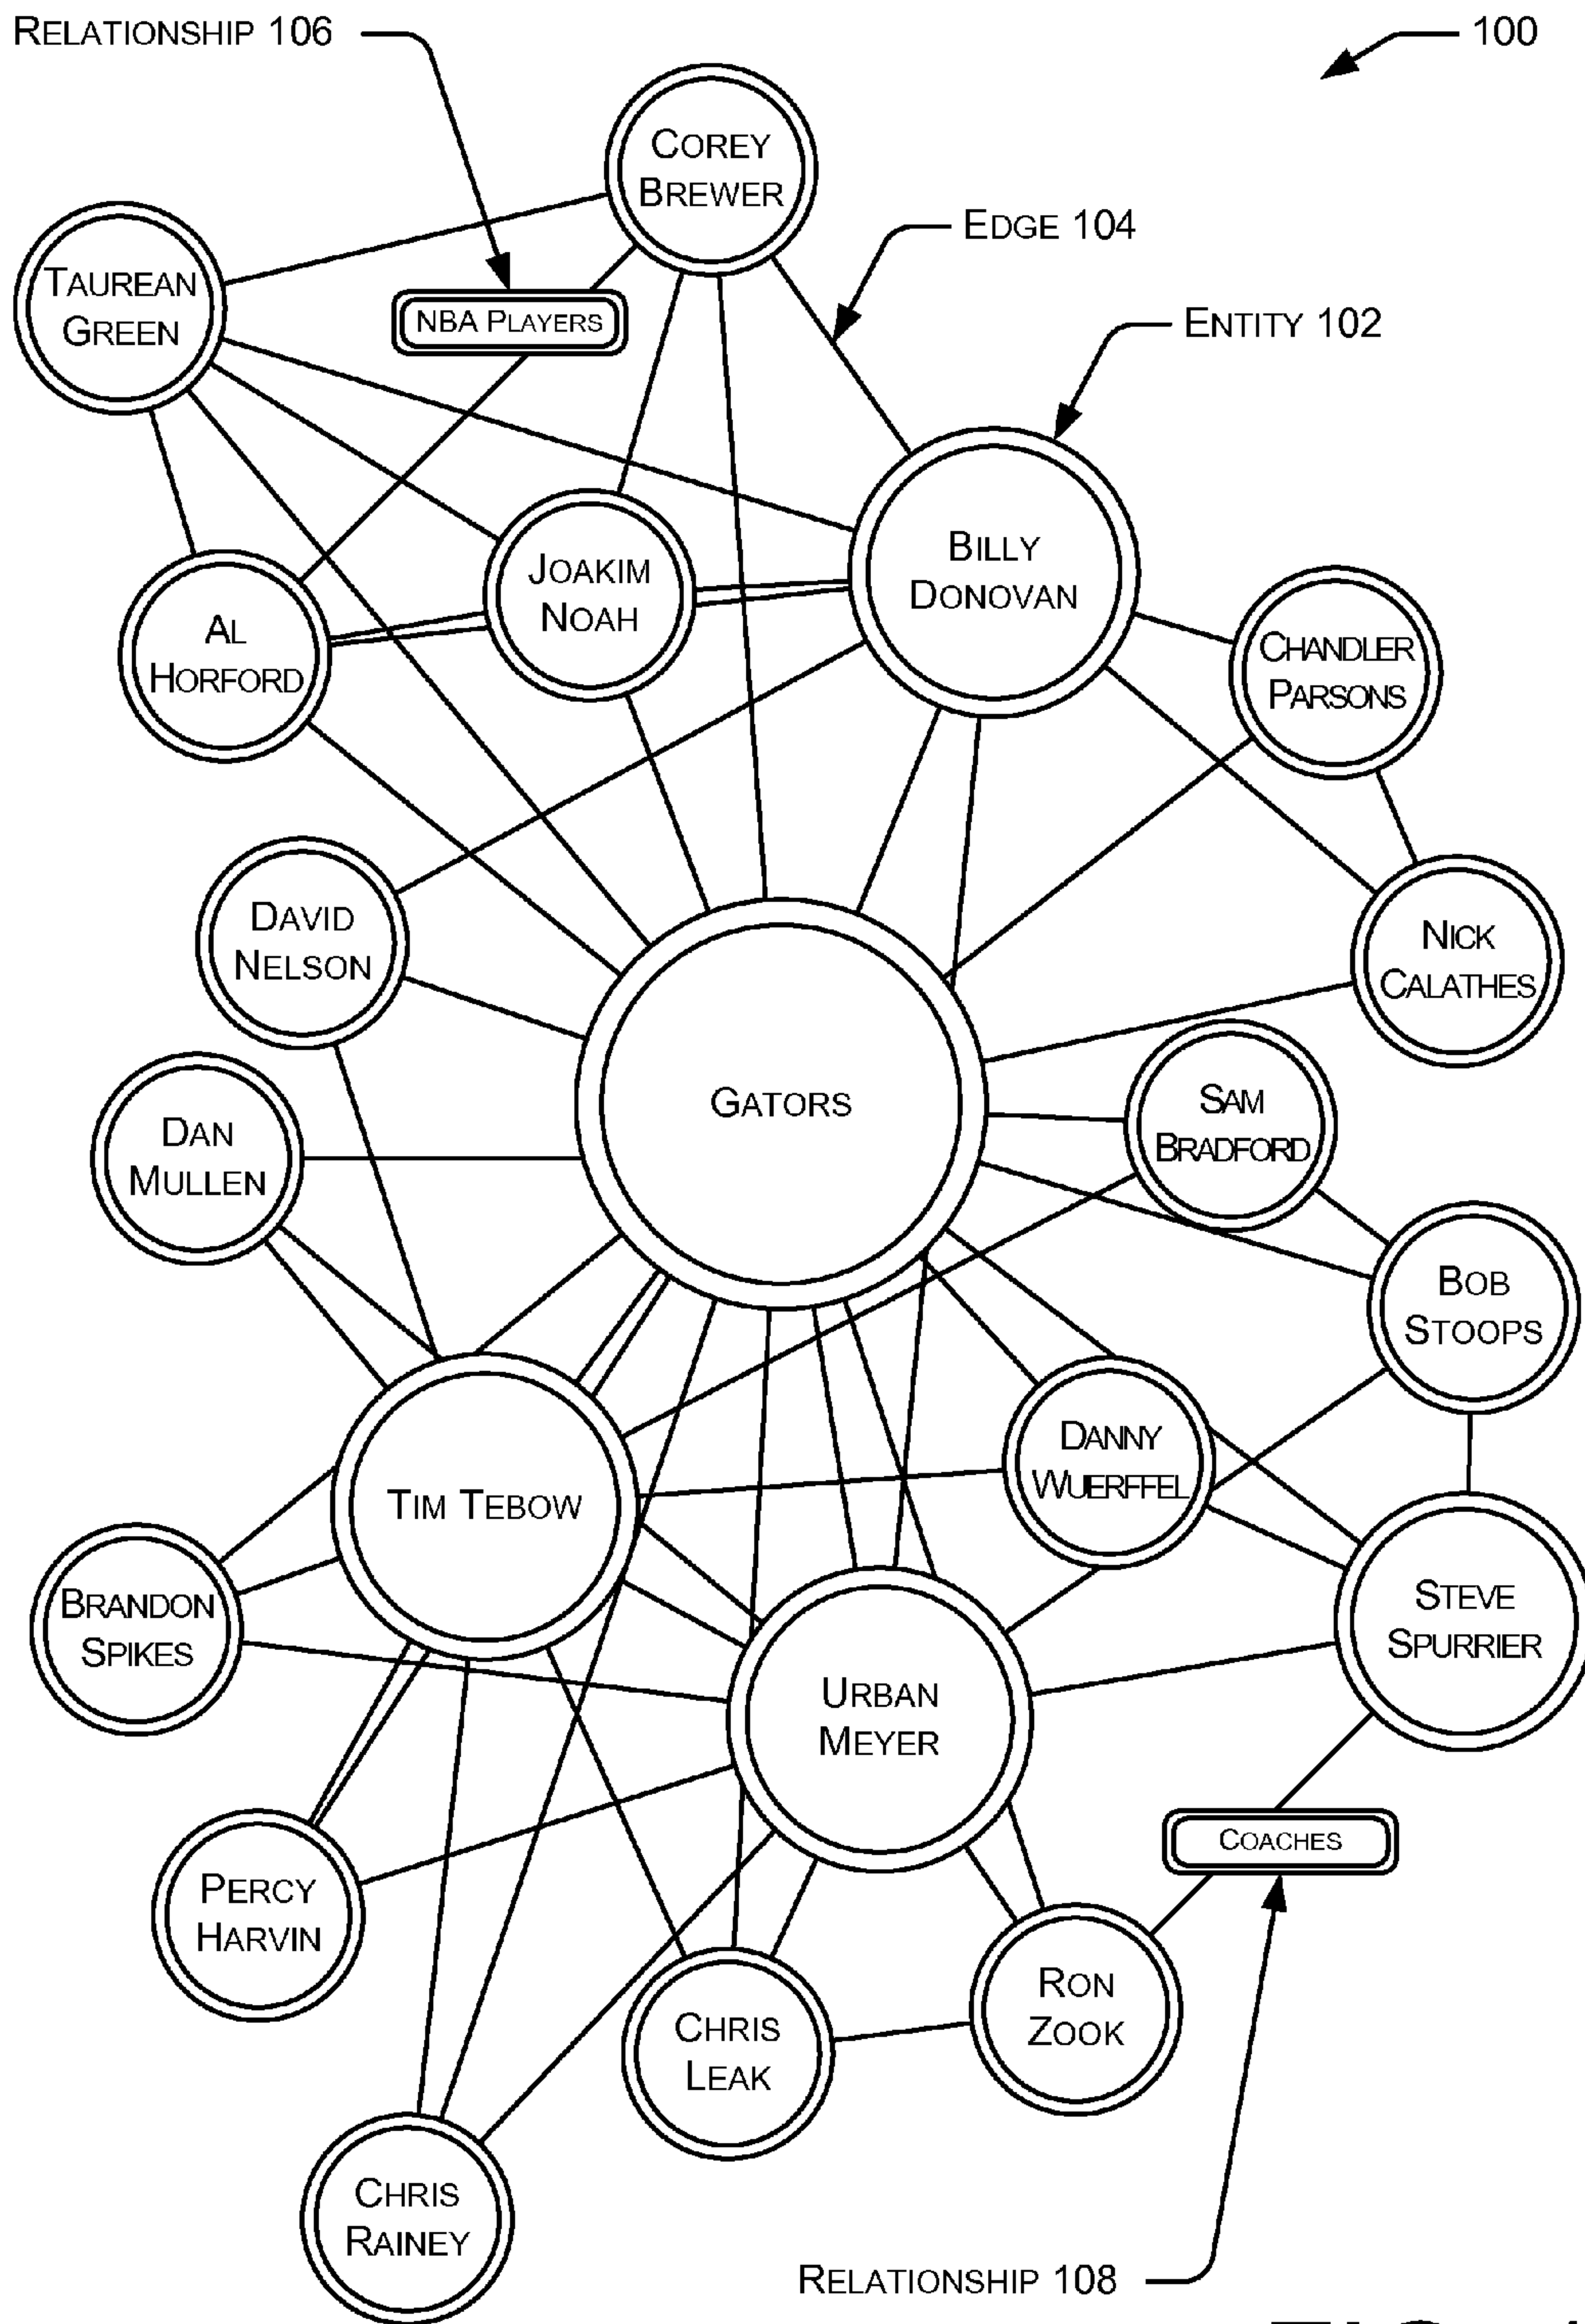 RELATIONSHIP 106
100
COREY
BREWER
EDGE 104
TAUREAN
GREEN
NBA PLAYERS
ENTITY 102
BILLY
DONOVAN
JOAKIM
NOAH
AL
HORFORD
CHANDLER
PARSONS
DAVID
NELSON
NICK
CALATHES
GATORS
SAM
BRADFORD
DAN
MULLEN
BOB
STOOPS
DANNY
WUERFFEL
TIM TEBOW
BRANDON
SPIKES
STEVE
SPURRIER
URBAN
MEYER
COACHES
PERCY
HARVIN
RON
ZOOK
CHRIS
LEAK
CHRIS
RAINEY
RELATIONSHIP 108